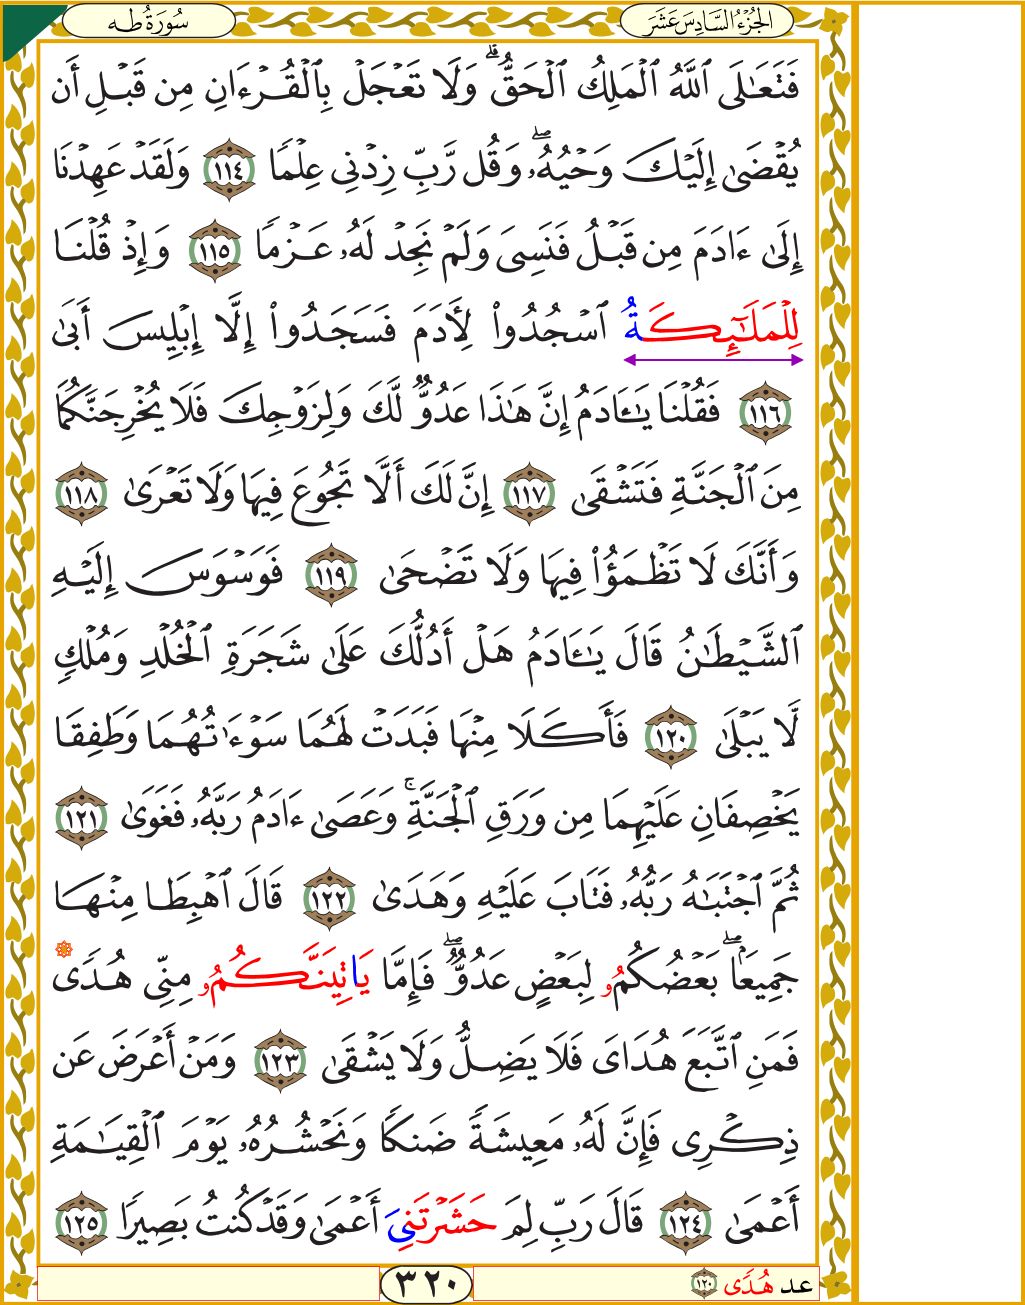 الجُزْءُ السَّادِسَ عَشَرَ
سُورَةُ طه
فَتَعَٰلَى ٱللَّهُ ٱلْمَلِكُ ٱلْحَقُّ ۗ وَلَا تَعْجَلْ بِٱلْقُرْءَانِ مِن قَبْلِ أَن
يُقْضَىٰ إِلَيْكَ وَحْيُهُۥ ۖ وَقُل رَّبِّ زِدْنِى عِلْمًا ١١٤ وَلَقَدْ عَهِدْنَا
إِلَىٰ ءَادَمَ مِن قَبْلُ فَنَسِىَ وَلَمْ نَجِدْ لَهُۥ عَزْمًا ١١٥ وَإِذْ قُلْنَا
لِلْمَلَٰٓئِكَةُ ٱسْجُدُوا۟ لِأَدَمَ فَسَجَدُوٓا۟ إِلَّا إِبْلِيسَ أَبَىٰ
١١٦ فَقُلْنَا يَٰـَٔادَمُ إِنَّ هَٰذَا عَدُوٌّ لَّكَ وَلِزَوْجِكَ فَلَا يُخْرِجَنَّكُمَا
مِنَ ٱلْجَنَّةِ فَتَشْقَىٰ ١١٧ إِنَّ لَكَ أَلَّا تَجُوعَ فِيهَا وَلَا تَعْرَىٰ ١١٨
وَأَنَّكَ لَا تَظْمَؤُا۟ فِيهَا وَلَا تَضْحَىٰ ١١٩ فَوَسْوَسَ إِلَيْهِ
ٱلشَّيْطَٰنُ قَالَ يَٰـَٔادَمُ هَلْ أَدُلُّكَ عَلَىٰ شَجَرَةِ ٱلْخُلْدِ وَمُلْكٍ
لَّا يَبْلَىٰ ١٢٠ فَأَكَلَا مِنْهَا فَبَدَتْ لَهُمَا سَوْءَٰتُهُمَا وَطَفِقَا
يَخْصِفَانِ عَلَيْهِمَا مِن وَرَقِ ٱلْجَنَّةِ ۚ وَعَصَىٰ ءَادَمُ رَبَّهُۥ فَغَوَىٰ ١٢١
ثُمَّ ٱجْتَبَٰهُ رَبُّهُۥ فَتَابَ عَلَيْهِ وَهَدَىٰ ١٢٢ قَالَ ٱهْبِطَا مِنْهَا
جَمِيعًۢا ۖ بَعْضُكُمُۥ لِبَعْضٍ عَدُوٌّ ۖ فَإِمَّا يَاتِيَنَّكُمُۥ مِنِّى هُدًى
فَمَنِ ٱتَّبَعَ هُدَاىَ فَلَا يَضِلُّ وَلَا يَشْقَىٰ ١٢٣ وَمَنْ أَعْرَضَ عَن
ذِكْرِى فَإِنَّ لَهُۥ مَعِيشَةً ضَنكًا وَنَحْشُرُهُۥ يَوْمَ ٱلْقِيَٰمَةِ
أَعْمَىٰ ١٢٤ قَالَ رَبِّ لِمَ حَشَرْتَنِىَ أَعْمَىٰ وَقَدْ كُنتُ بَصِيرًا ١٢٥
عد هُدًى ١٢٠
٣٢٠